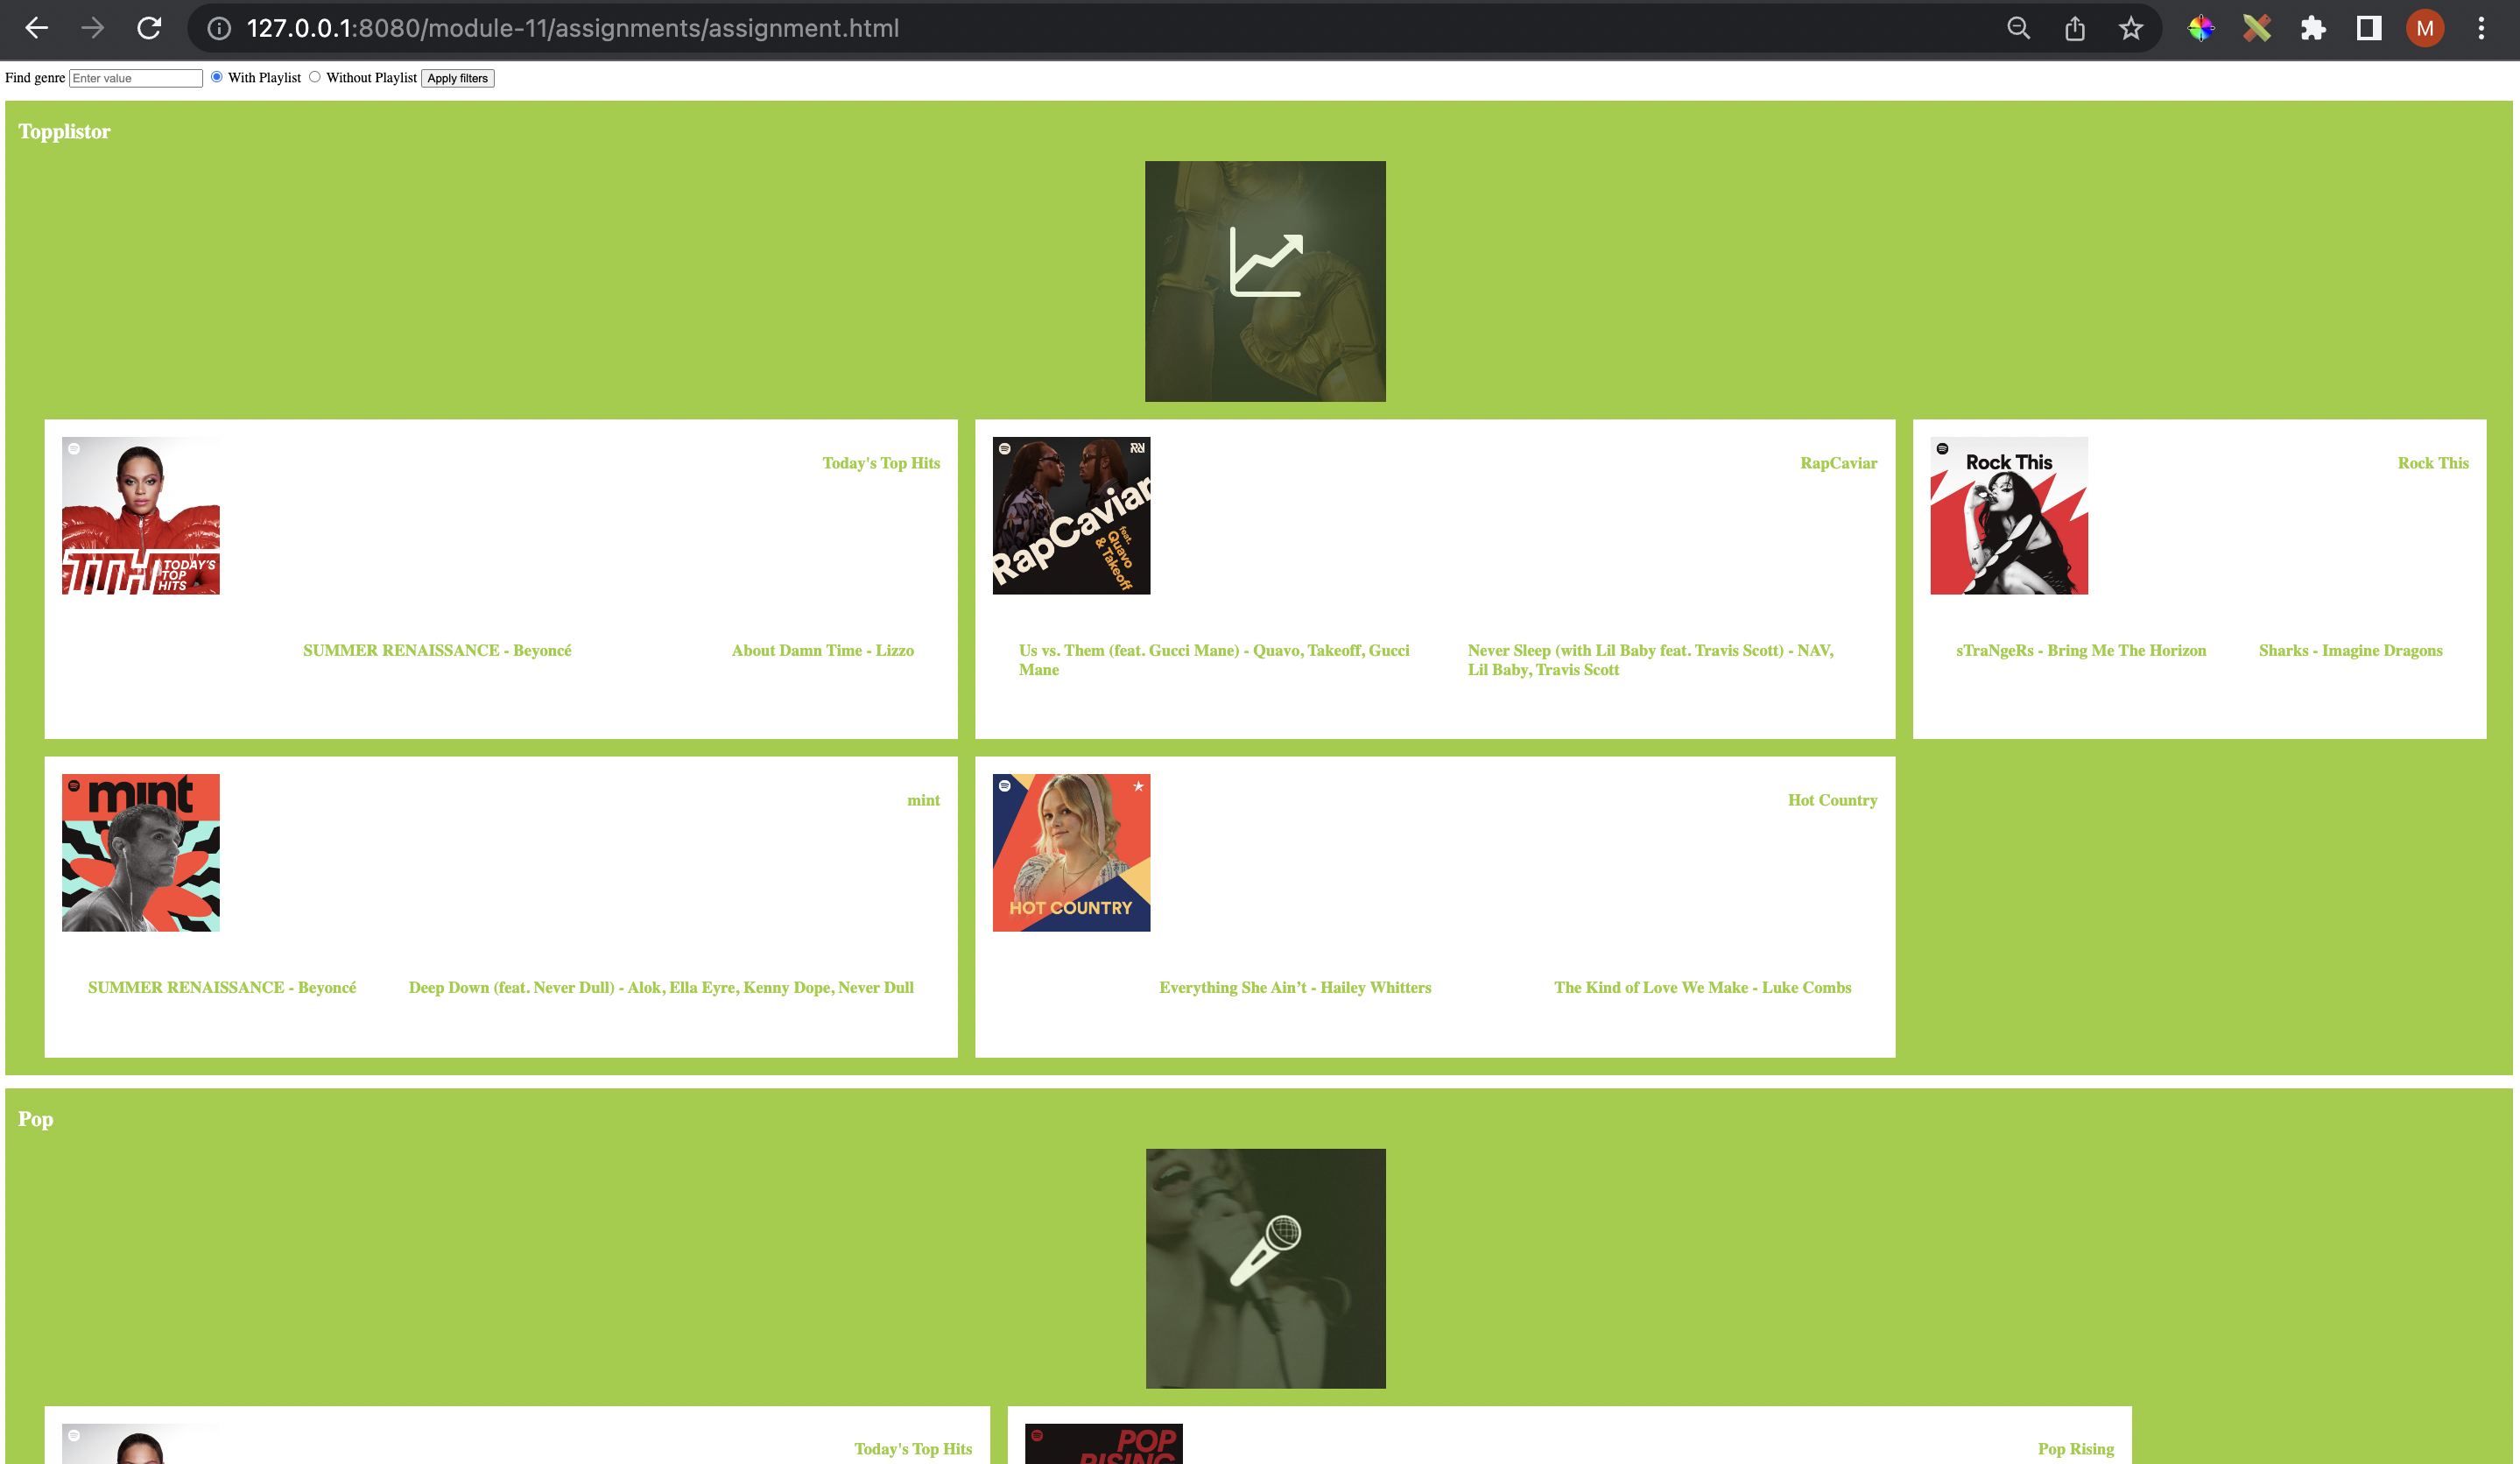 127.0.0.1:8080/module-11/assignments/assignment.html
M
Find genre Enter value With Playlist Without Playlist Apply filters
Topplistor
Today's Top Hits
TTH TODAY'S
TOP
HITS
SUMMER RENAISSANCE - Beyoncé
About Damn Time - Lizzo
RapCaviar
RapCaviar
feat.
Quavo
& Takeoff
Us vs. Them (feat. Gucci Mane) - Quavo, Takeoff, Gucci
Mane
Never Sleep (with Lil Baby feat. Travis Scott) - NAV,
Lil Baby, Travis Scott
Rock This
Rock This
sTraNgeRs - Bring Me The Horizon
Sharks - Imagine Dragons
mint
mint
SUMMER RENAISSANCE - Beyoncé
Deep Down (feat. Never Dull) - Alok, Ella Eyre, Kenny Dope, Never Dull
Hot Country
HOT COUNTRY
Everything She Ain’t - Hailey Whitters
The Kind of Love We Make - Luke Combs
Pop
Today's Top Hits
POP
RISING
Pop Rising